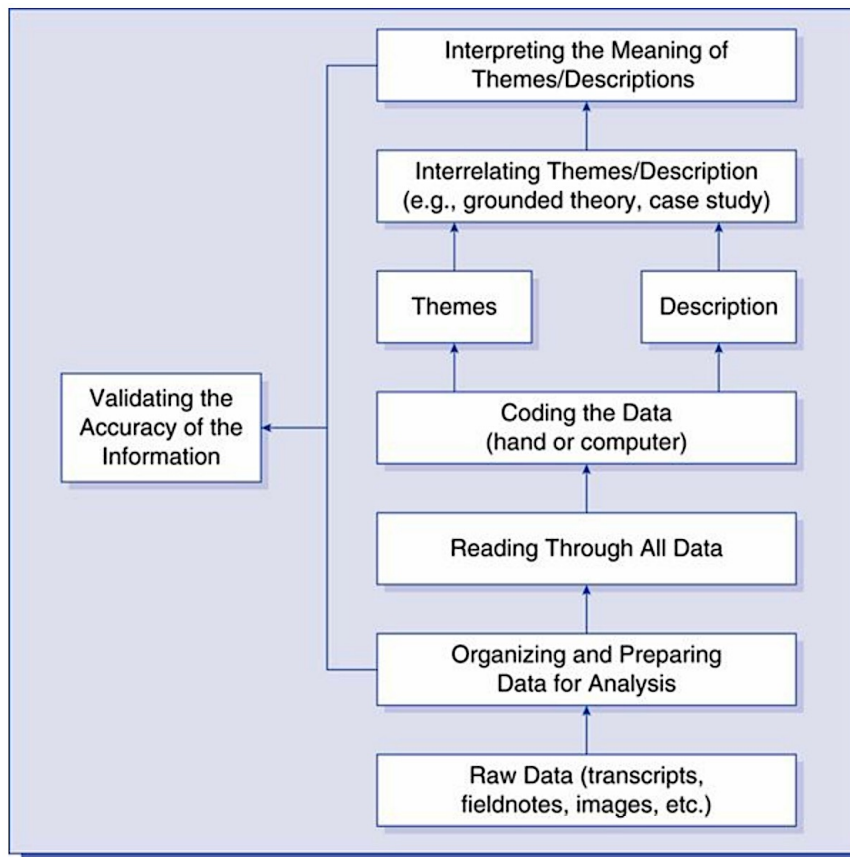 Interpreting the Meaning of
Themes/Descriptions
Interrelating Themes/Description
(e.g., grounded theory, case study)
Themes
Description
Validating the
Accuracy of the
Information
Coding the Data
(hand or computer)
Reading Through All Data
Organizing and Preparing
Data for Analysis
Raw Data (transcripts,
fieldnotes, images, etc.)